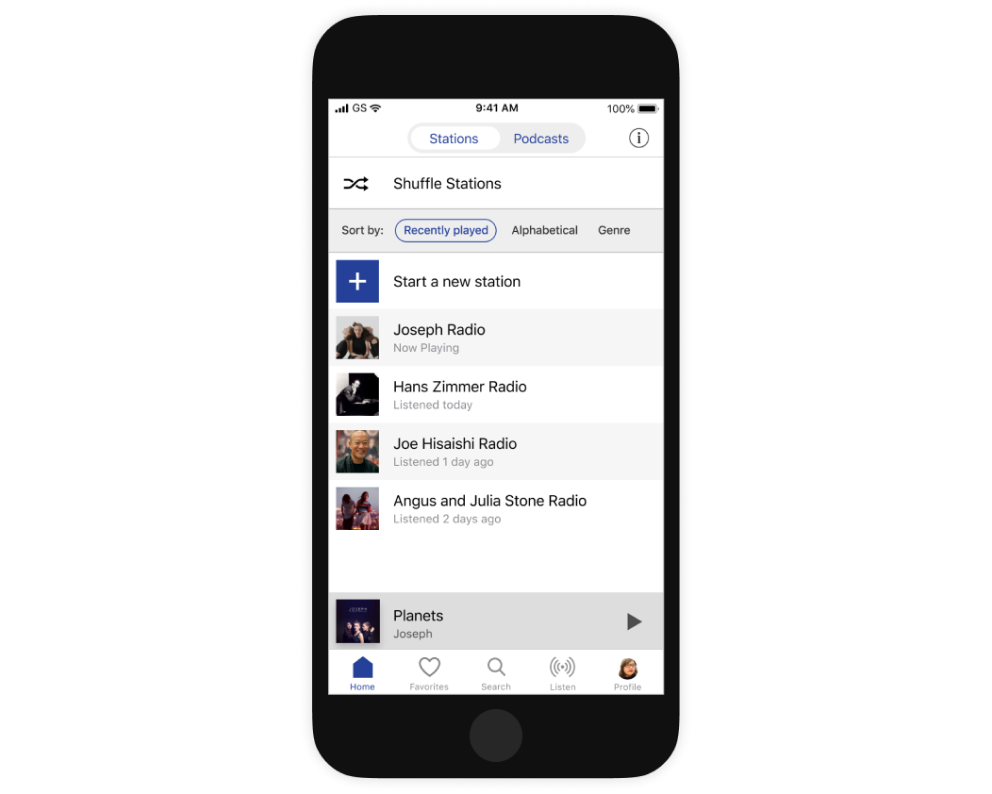 GS 9:41 AM 100%
Stations Podcasts
Shuffle Stations
Sort by: Recently played Alphabetical Genre
Start a new station
Joseph Radio
Now Playing
Hans Zimmer Radio
Listened today
Joe Hisaishi Radio
Listened 1 day ago
Angus and Julia Stone Radio
Listened 2 days ago
JOSEPH
Planets
Joseph
Home Favorites Search Listen Profile